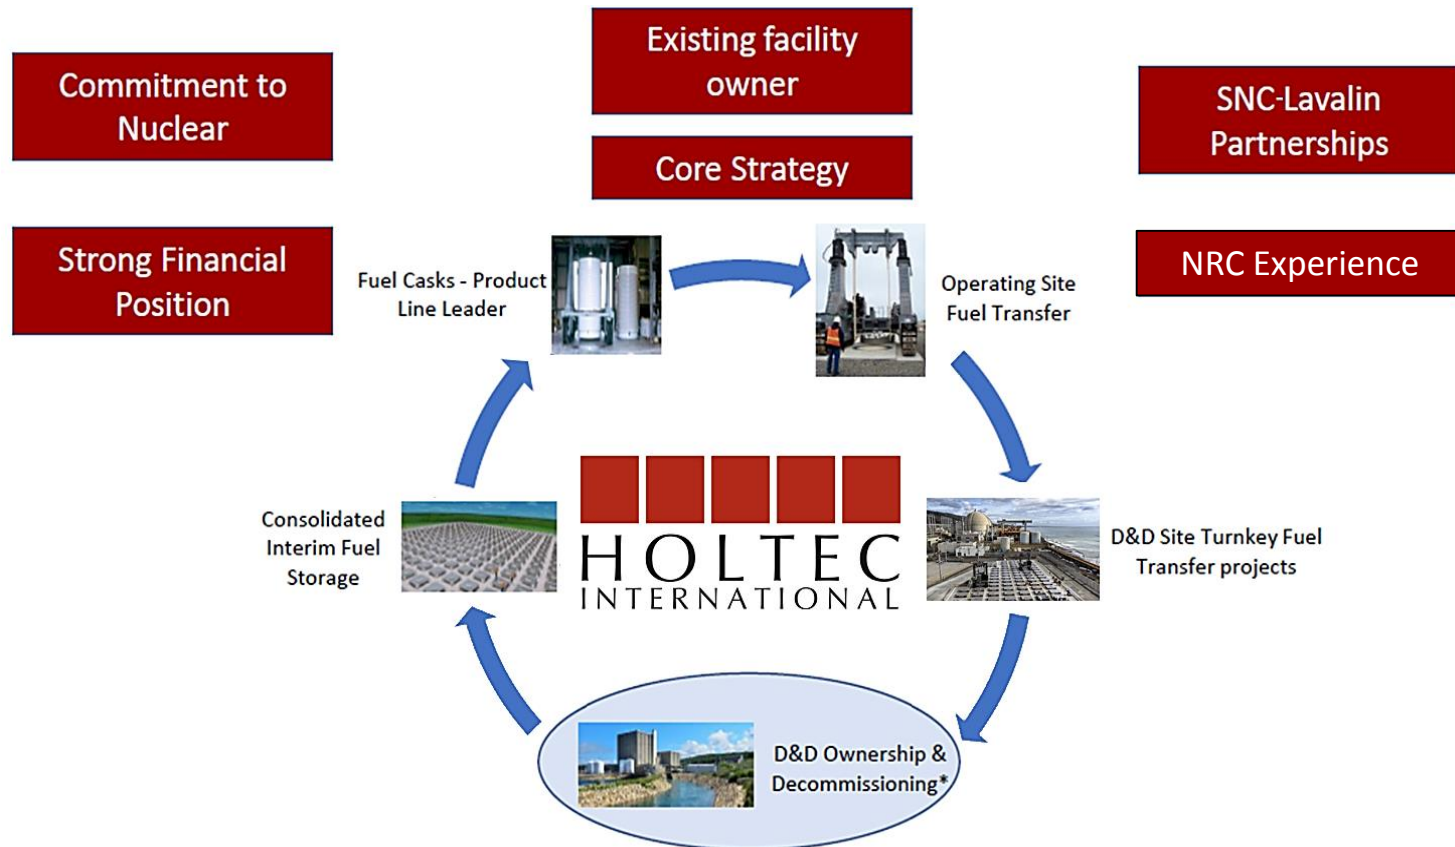 Existing facility
owner
Commitment to
Nuclear
SNC-Lavalin
Partnerships
Core Strategy
Strong Financial
Position
NRC Experience
Fuel Casks - Product
Line Leader
Operating Site
Fuel Transfer
Consolidated
Interim Fuel
Storage
HOLTEC
INTERNATIONAL
D&D Site Turnkey Fuel
Transfer projects
D&D Ownership &
Decommissioning*